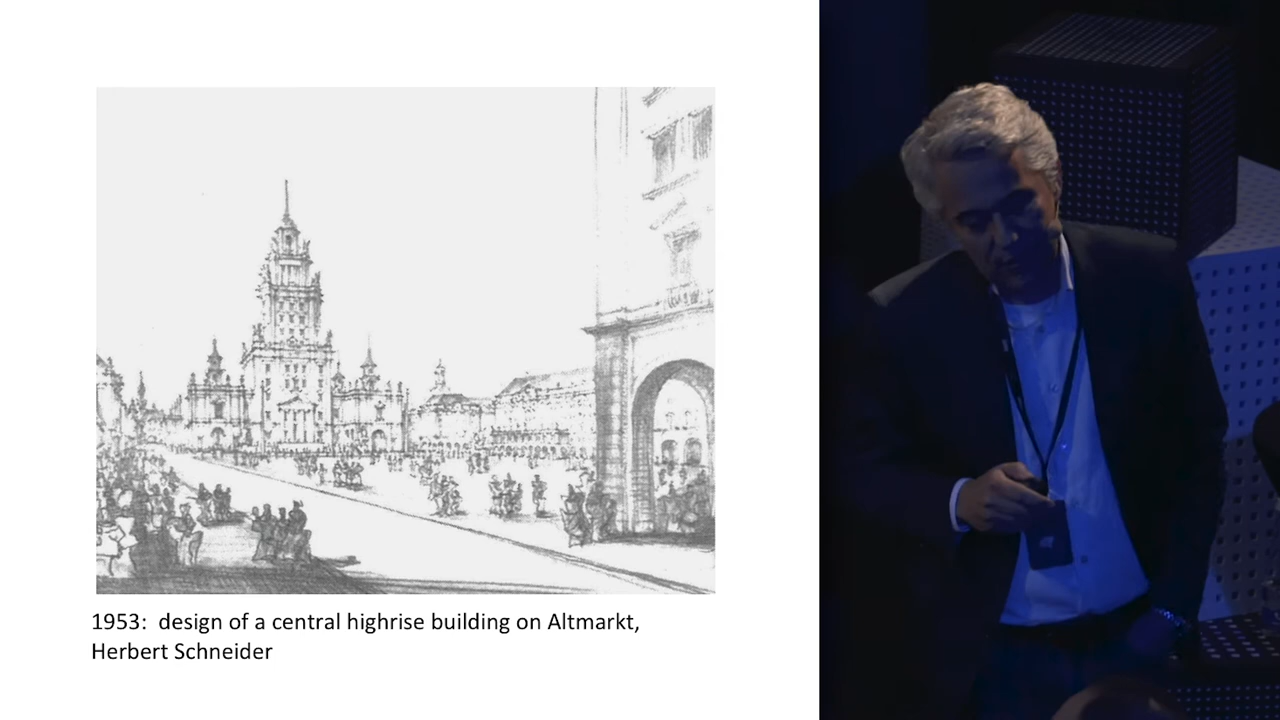 1953:  design of a central highrise building on Altmarkt,
Herbert Schneider